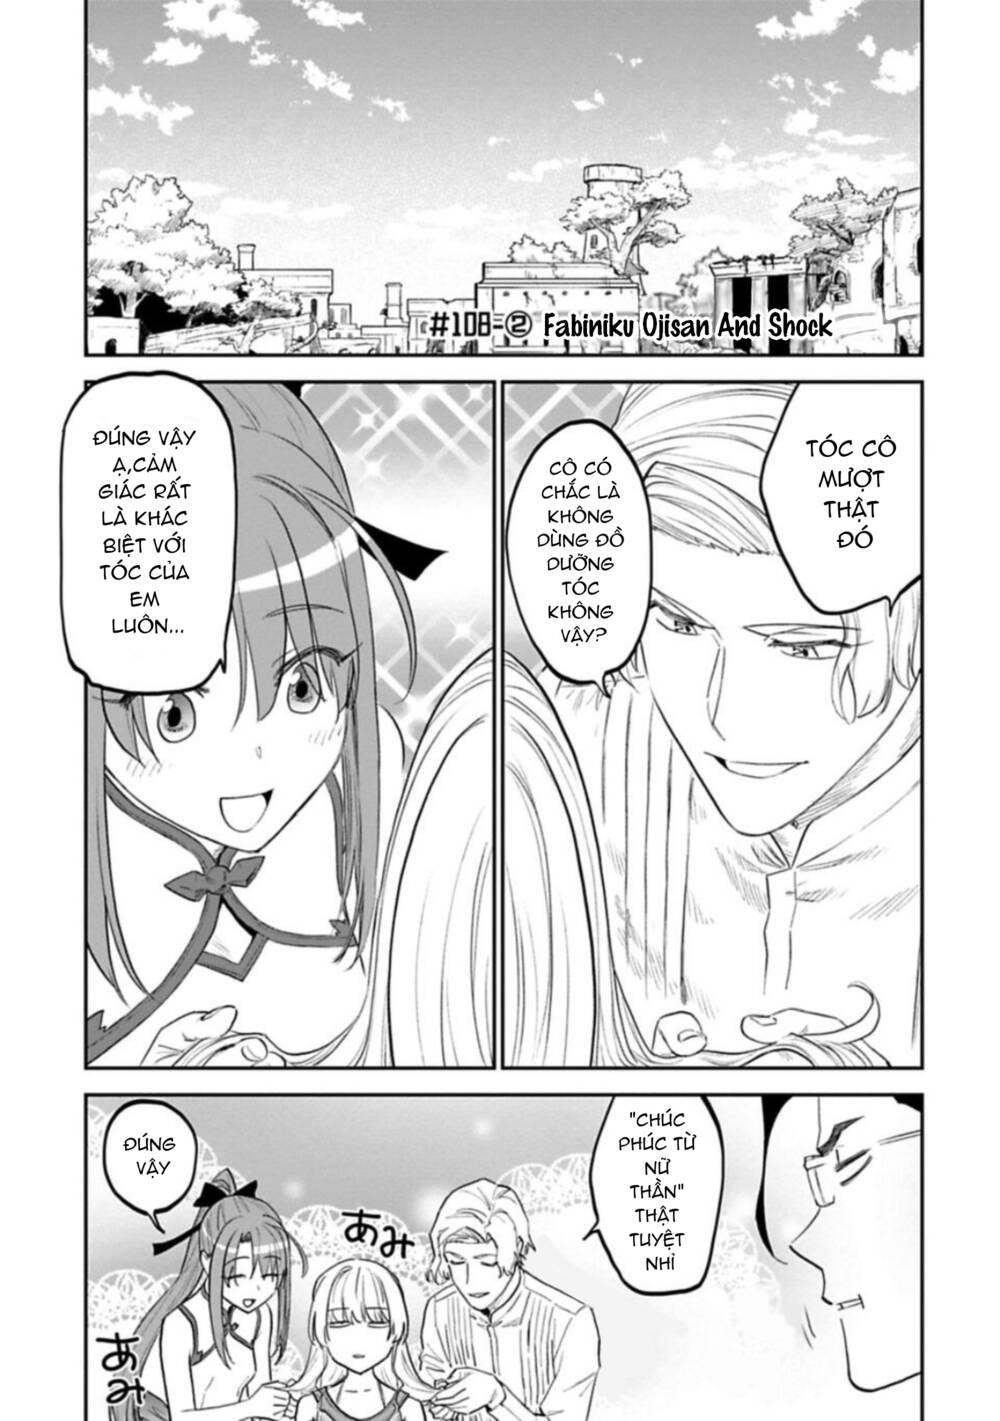 #108-② Fabiniku Ojisan And Shock
TÓC CÔ
MƯỢT
THẬT
ĐÓ
CÔ CÓ
CHẮC LÀ
KHÔNG
DÙNG ĐỒ
DƯỠNG
TÓC
KHÔNG
VẬY?
ĐÚNG VẬY
Ạ,CẢM
GIÁC RẤT
LÀ KHÁC
BIỆT VỚI
TÓC CỦA
EM
LUÔN...
"CHÚC
PHÚC TỪ
NỮ
THẦN"
THẬT
TUYỆT
NHỈ
あみ
ĐÚNG
VẬY
あみ